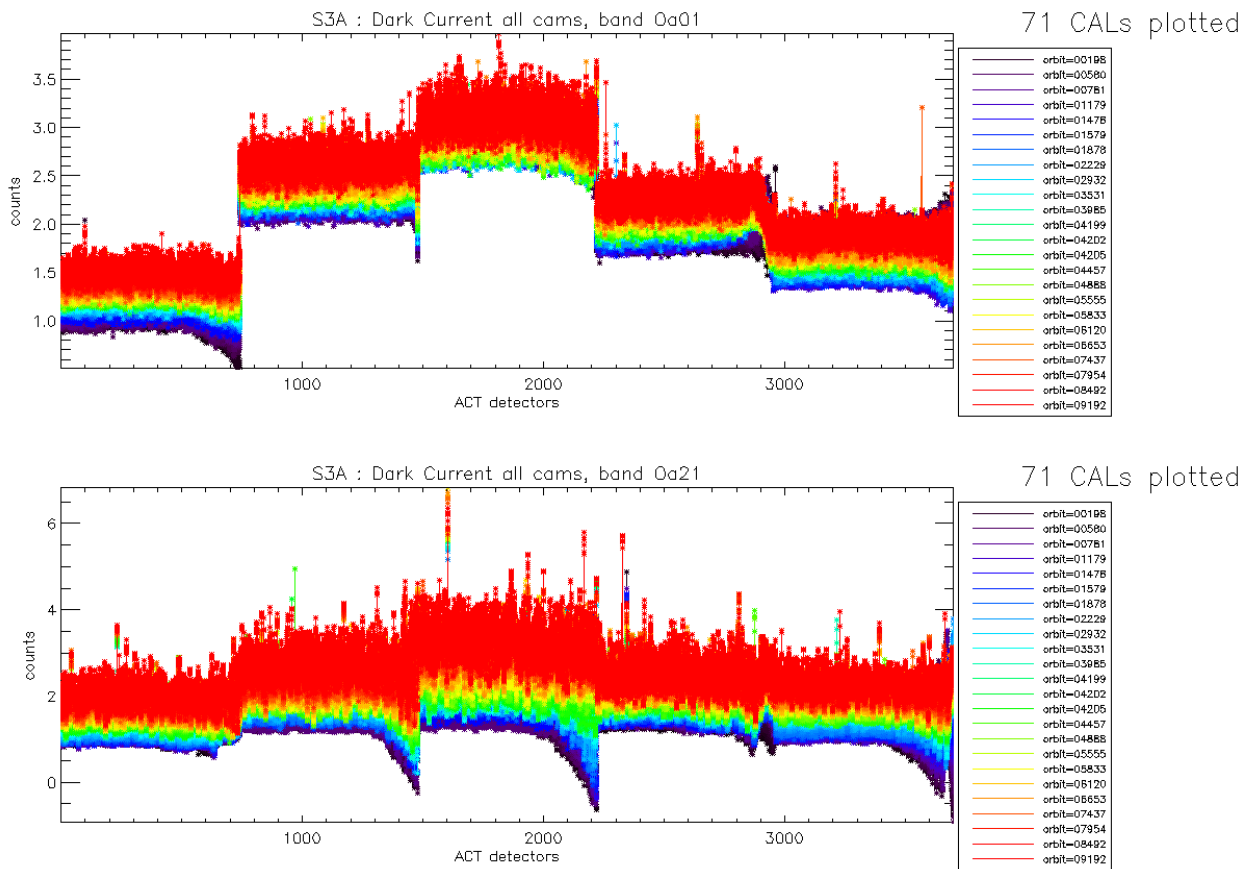 S3A : Dark Current all cams, band Oa01
71 CALs plotted
counts
3.5
3.0
2.5
2.0
1.5
1.0
1000
2000
3000
ACT detectors
orbit=00198
orbit=00580
orbit=00781
orbit=01179
orbit=01478
orbit=01579
orbit=01878
orbit=02229
orbit=02932
orbit=03531
orbit=03985
orbit=04199
orbit=04202
orbit=04205
orbit=04457
orbit=04868
orbit=05555
orbit=05833
orbit=06120
orbit=06653
orbit=07437
orbit=07954
orbit=08492
orbit=09192
S3A : Dark Current all cams, band Oa21
71 CALs plotted
counts
6
4
2
0
1000
2000
3000
ACT detectors
orbit=00198
orbit=00580
orbit=00781
orbit=01179
orbit=01478
orbit=01579
orbit=01878
orbit=02229
orbit=02932
orbit=03531
orbit=03985
orbit=04199
orbit=04202
orbit=04205
orbit=04457
orbit=04868
orbit=05555
orbit=05833
orbit=06120
orbit=06653
orbit=07437
orbit=07954
orbit=08492
orbit=09192